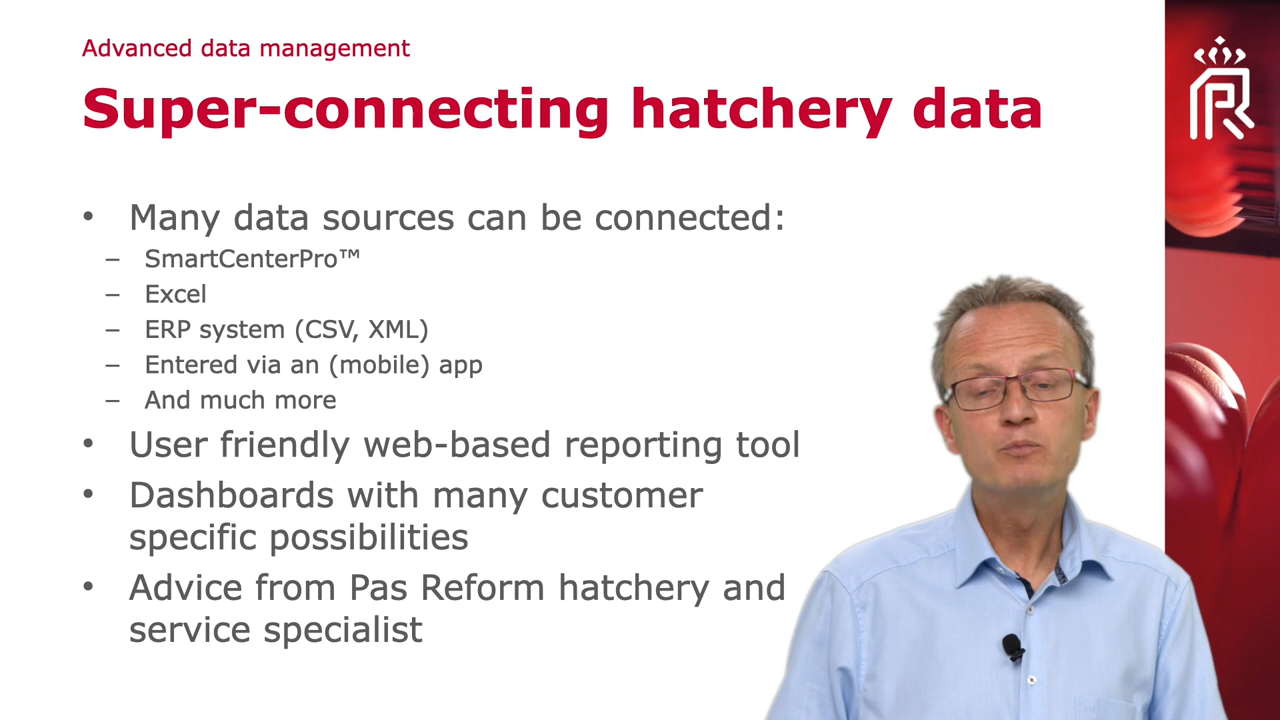 Advanced data management
Super-connecting hatchery data
• Many data sources can be connected:
– SmartCenterPro™
– Excel
– ERP system (CSV, XML)
– Entered via an (mobile) app
– And much more
• User friendly web-based reporting tool
• Dashboards with many customer
specific possibilities
• Advice from Pas Reform hatchery and
service specialist